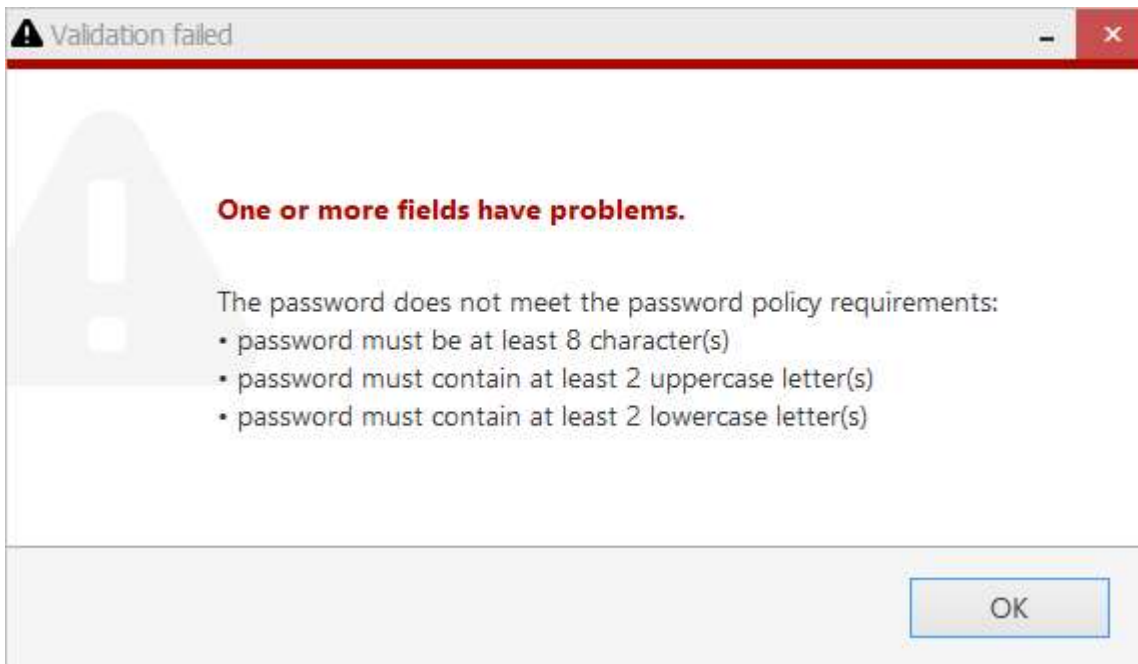 Validation failed
One or more fields have problems.
The password does not meet the password policy requirements:
• password must be at least 8 character(s)
• password must contain at least 2 uppercase letter(s)
• password must contain at least 2 lowercase letter(s)
OK